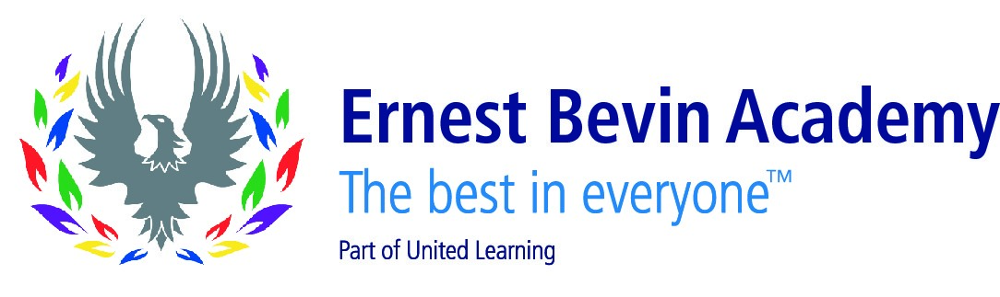 Ernest Bevin Academy
The best in everyone™
Part of United Learning